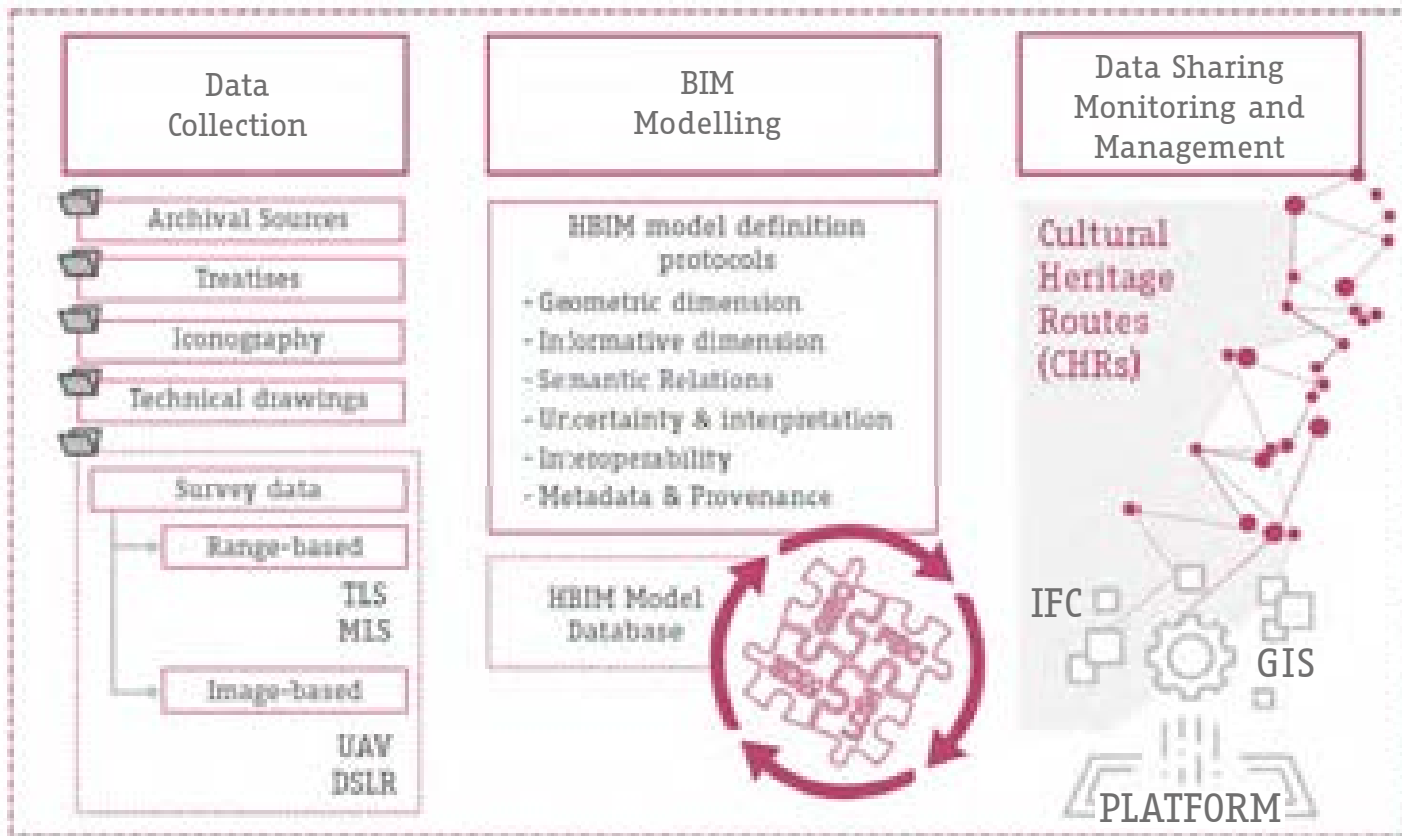 Data
Collection
Archival Sources
Treatises
Iconography
Technical drawings
Survey data
Range-based
TLS
MLS
Image-based
UAV
DSLR
BIM
Modelling
HBIM model definition
protocols
- Geometric dimension
- Informative dimension
- Semantic Relations
- Uncertainty & interpretation
- Interoperability
- Metadata & Provenance
HBIM Model
Database
Data Sharing
Monitoring and
Management
Cultural
Heritage
Routes
(CHRs)
IFC
GIS
PLATFORM